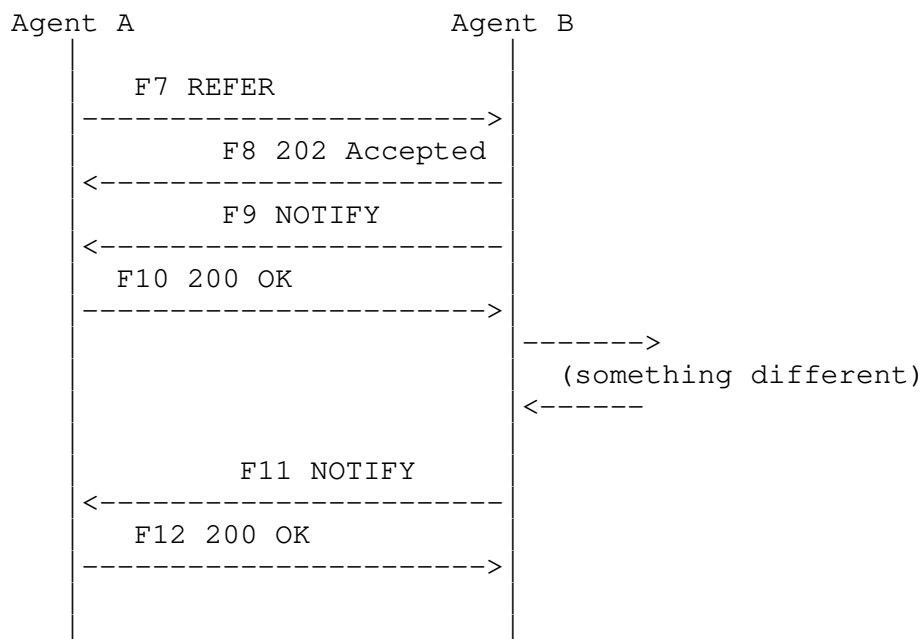 Agent A Agent B
F7 REFER
F8 202 Accepted
F9 NOTIFY
F10 200 OK
(something different)
F11 NOTIFY
F12 200 OK